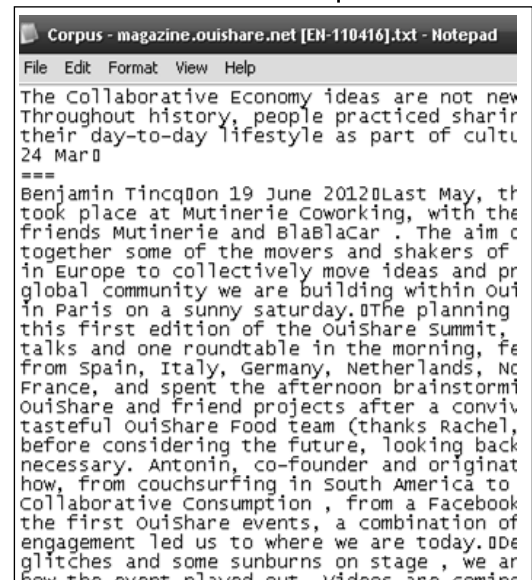 Corpus - magazine.ouishare.net [EN-110416].txt - Notepad
File Edit Format View Help
The Collaborative Economy ideas are not new
Throughout history, people practiced sharin
their day-to-day lifestyle as part of cultu
24 Mar▯
===
Benjamin Tincq▯on 19 June 2012▯Last May, th
took place at Mutinerie Coworking, with the
friends Mutinerie and BlaBlaCar . The aim o
together some of the movers and shakers of
in Europe to collectively move ideas and pr
global community we are building within Oui
in Paris on a sunny saturday.▯The planning
this first edition of the OuiShare Summit,
talks and one roundtable in the morning, fe
from Spain, Italy, Germany, Netherlands, No
France, and spent the afternoon brainstormi
OuiShare and friend projects after a conviv
tasteful OuiShare Food team (thanks Rachel,
before considering the future, looking back
necessary. Antonin, co-founder and originat
how, from couchsurfing in South America to
Collaborative Consumption , from a Facebook
the first OuiShare events, a combination of
engagement led us to where we are today.▯De
glitches and some sunburns on stage , we ar